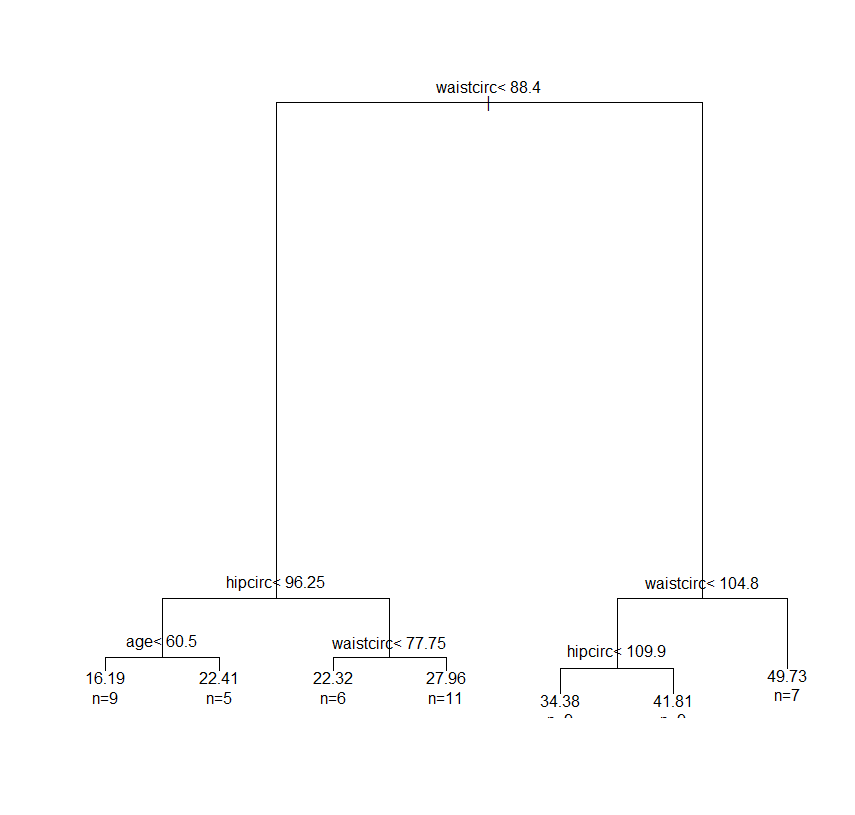 waistcirc< 88.4
hipcirc< 96.25
waistcirc< 104.8
age< 60.5
waistcirc< 77.75
hipcirc< 109.9
16.19
n=9
22.41
n=5
22.32
n=6
27.96
n=11
34.38
41.81
49.73
n=7